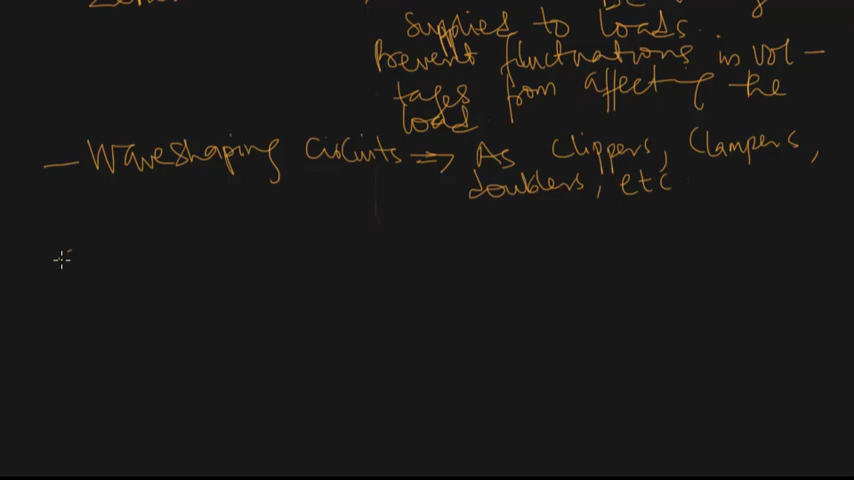 DC
Supplied to loads.
Prevent fluctuations in vol-
tages from affecting the
load
- Waveshaping Circuits => As Clippers, Clampers,
doublers, etc